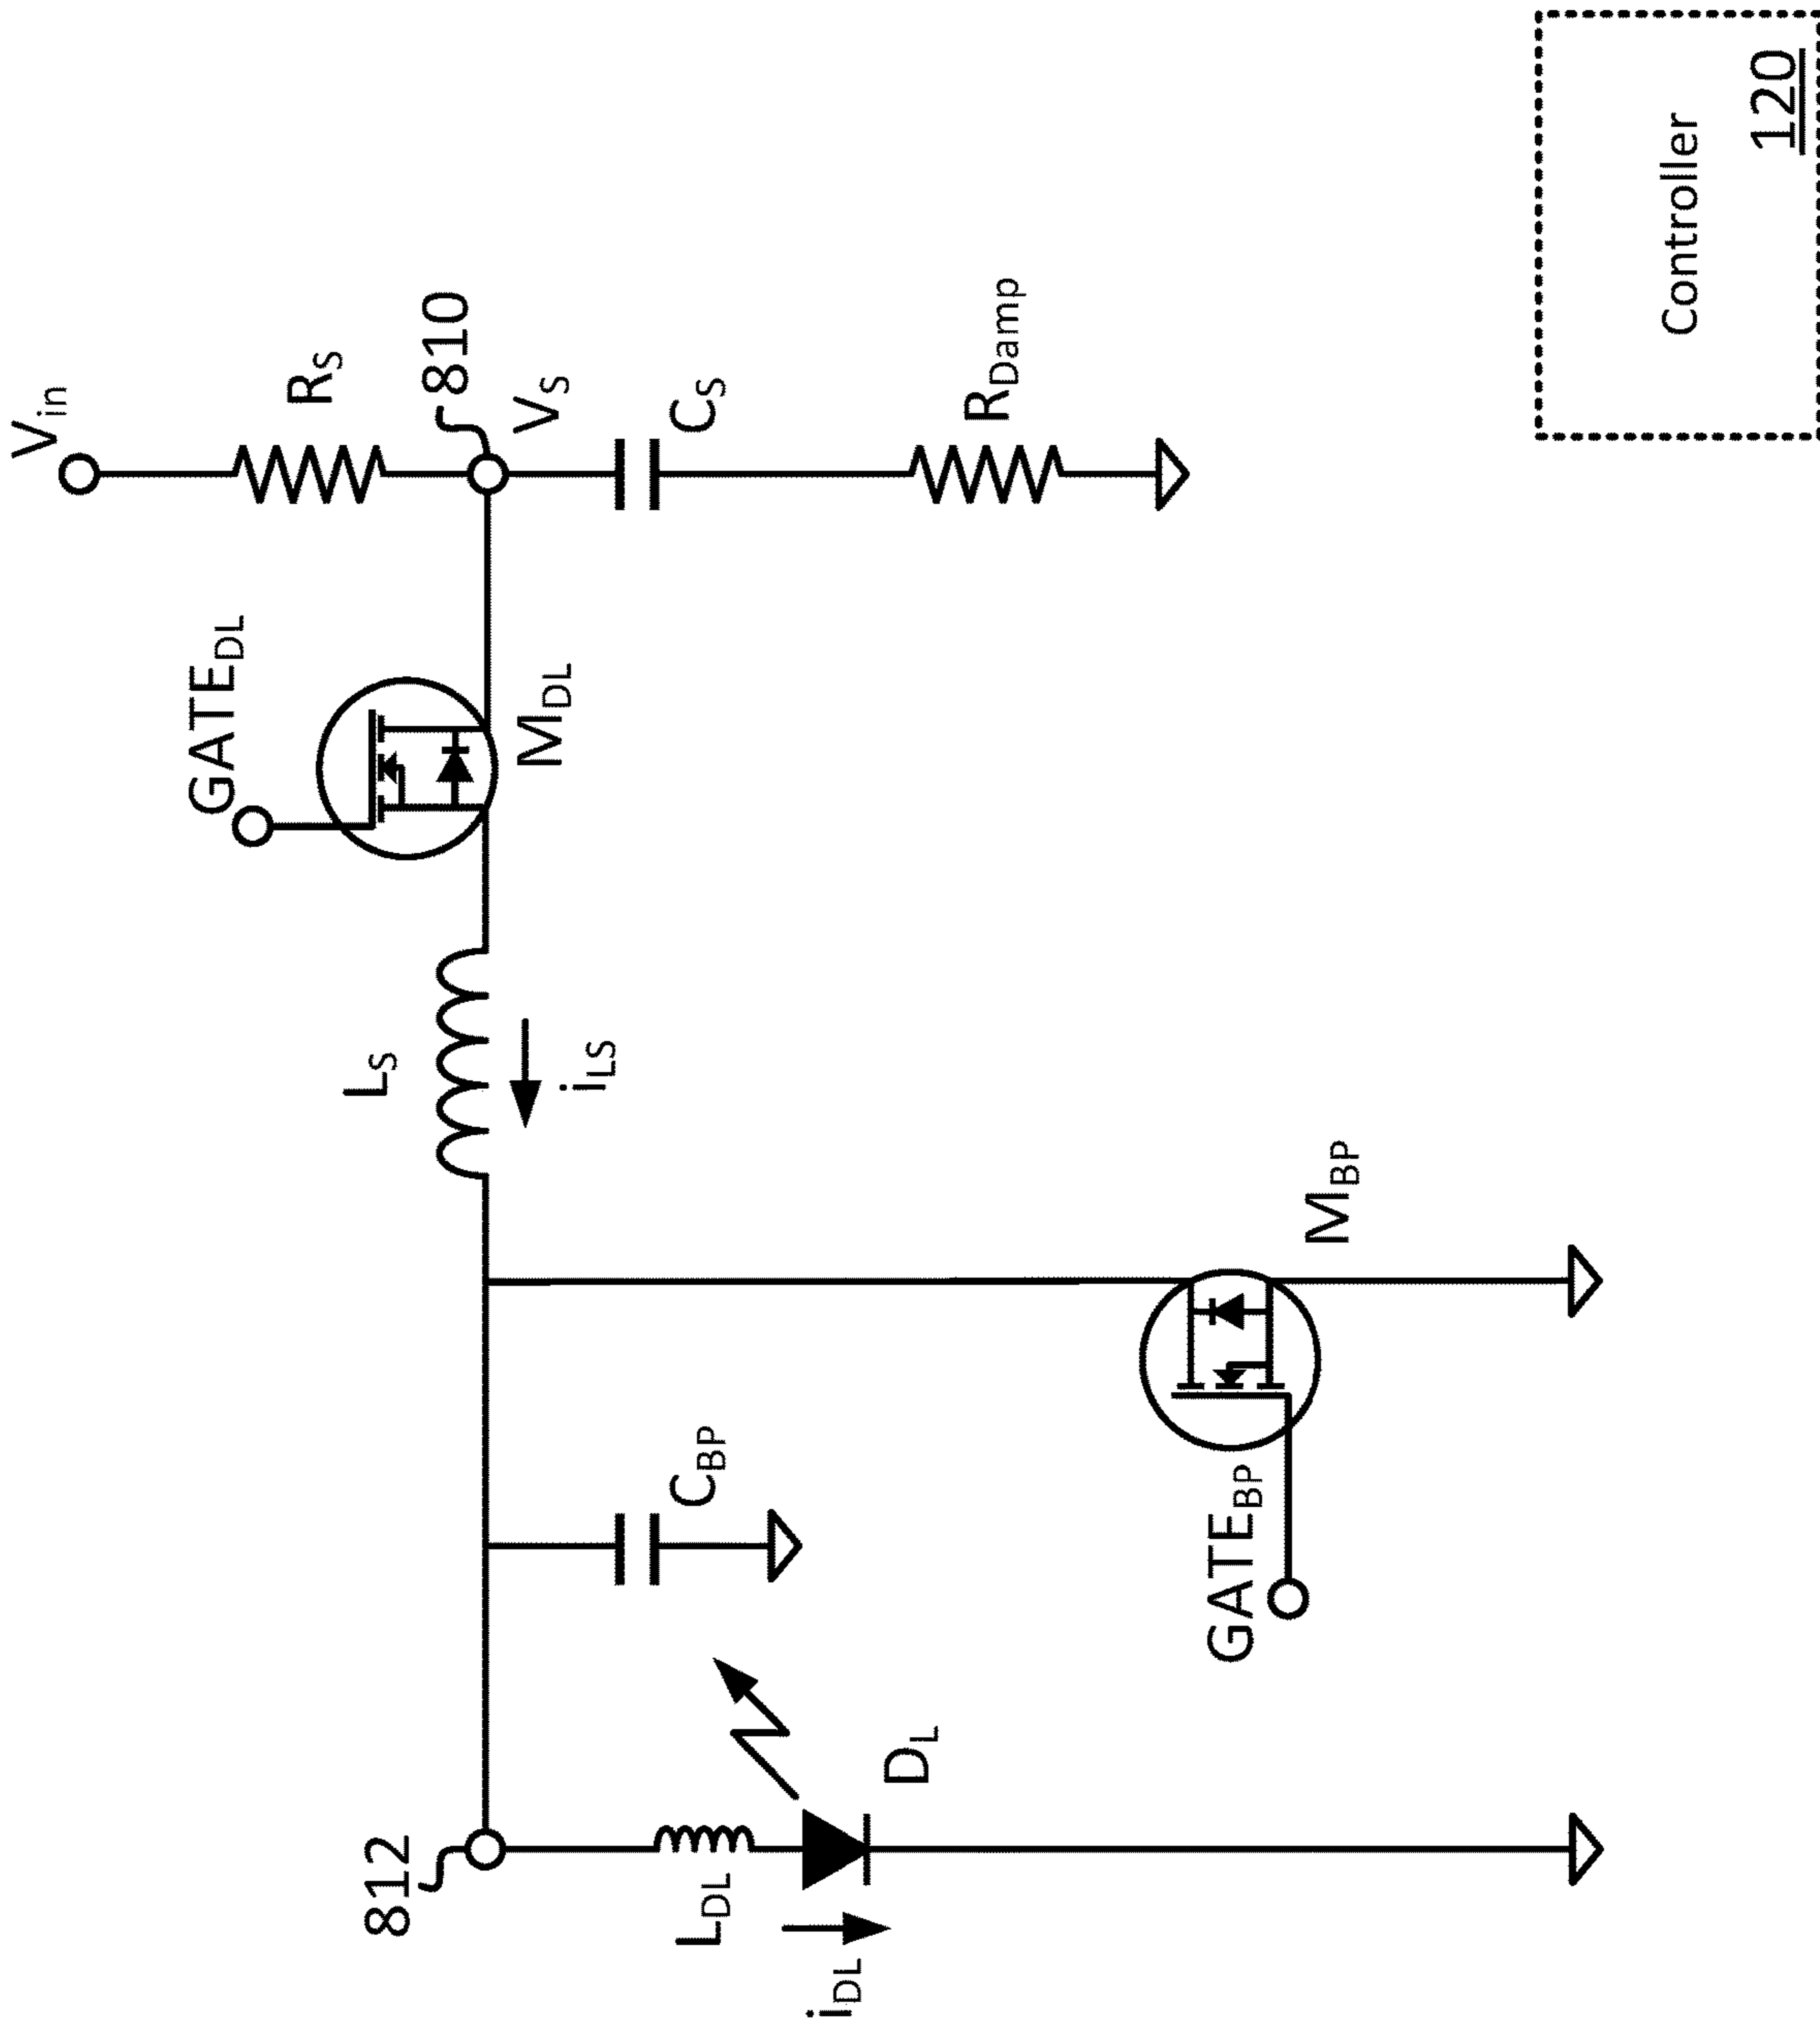 Vin
RS
810
VS
CS
RDamp
GATEDL
MDL
LS
iLS
MBP
GATEBP
CBP
812
LDL
DL
iDL
Controller
120